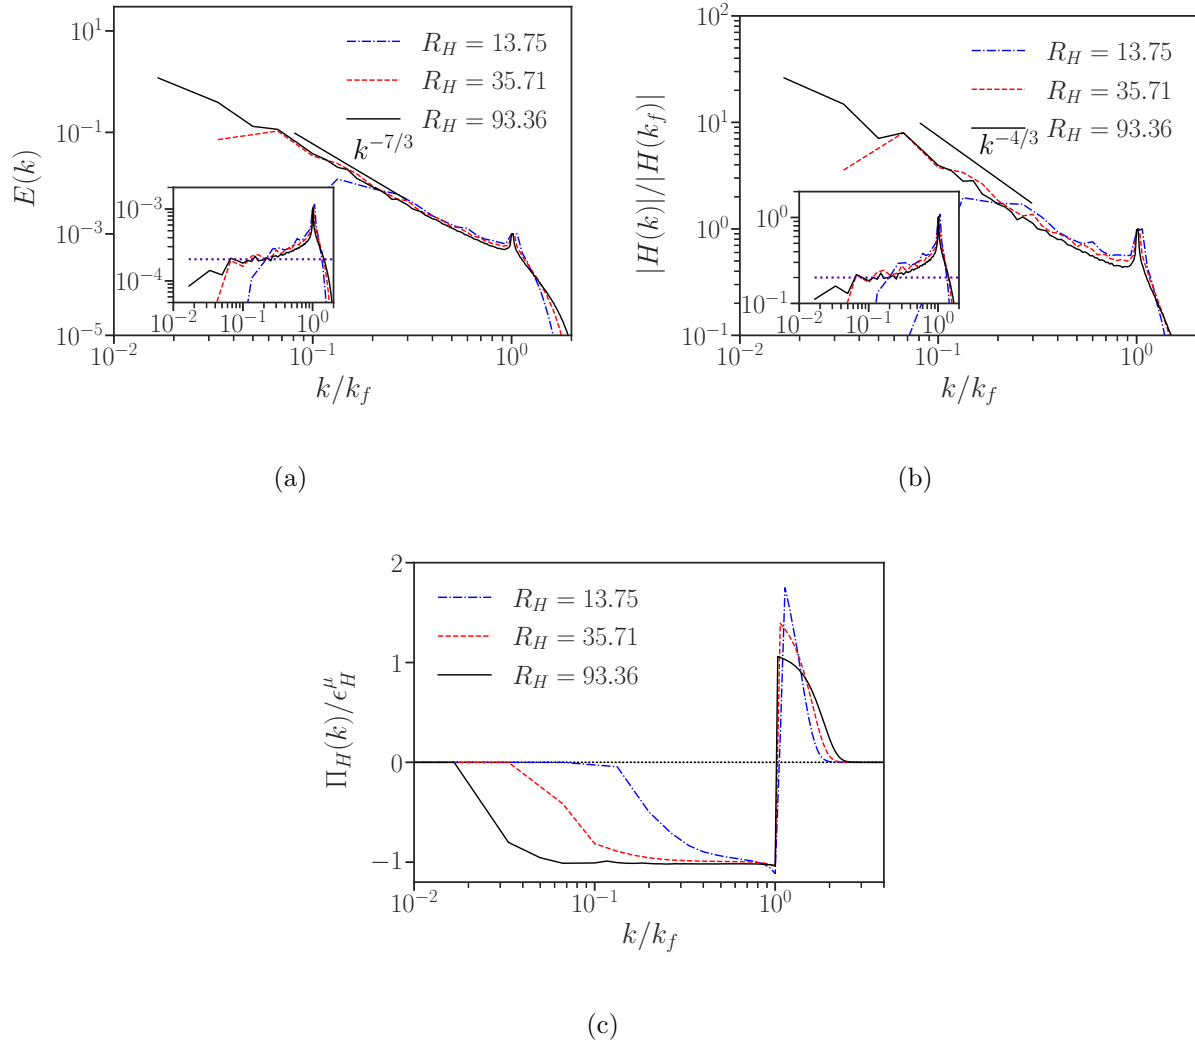 10^1
10^{-1}
10^{-3}
10^{-5}
E(k)
R_H = 13.75
R_H = 35.71
R_H = 93.36
k^{-7/3}
10^{-3}
10^{-4}
10^{-2} 10^{-1} 10^0
10^{-2} 10^{-1} 10^0
k/k_f
(a)
10^2
10^1
10^0
10^{-1}
|H(k)|/|H(k_f)|
R_H = 13.75
R_H = 35.71
R_H = 93.36
k^{-4/3}
10^0
10^{-1}
10^{-2} 10^{-1} 10^0
10^{-2} 10^{-1} 10^0
k/k_f
(b)
2
1
0
−1
Π_H(k)/ϵ_H^μ
R_H = 13.75
R_H = 35.71
R_H = 93.36
10^{-2} 10^{-1} 10^0
k/k_f
(c)